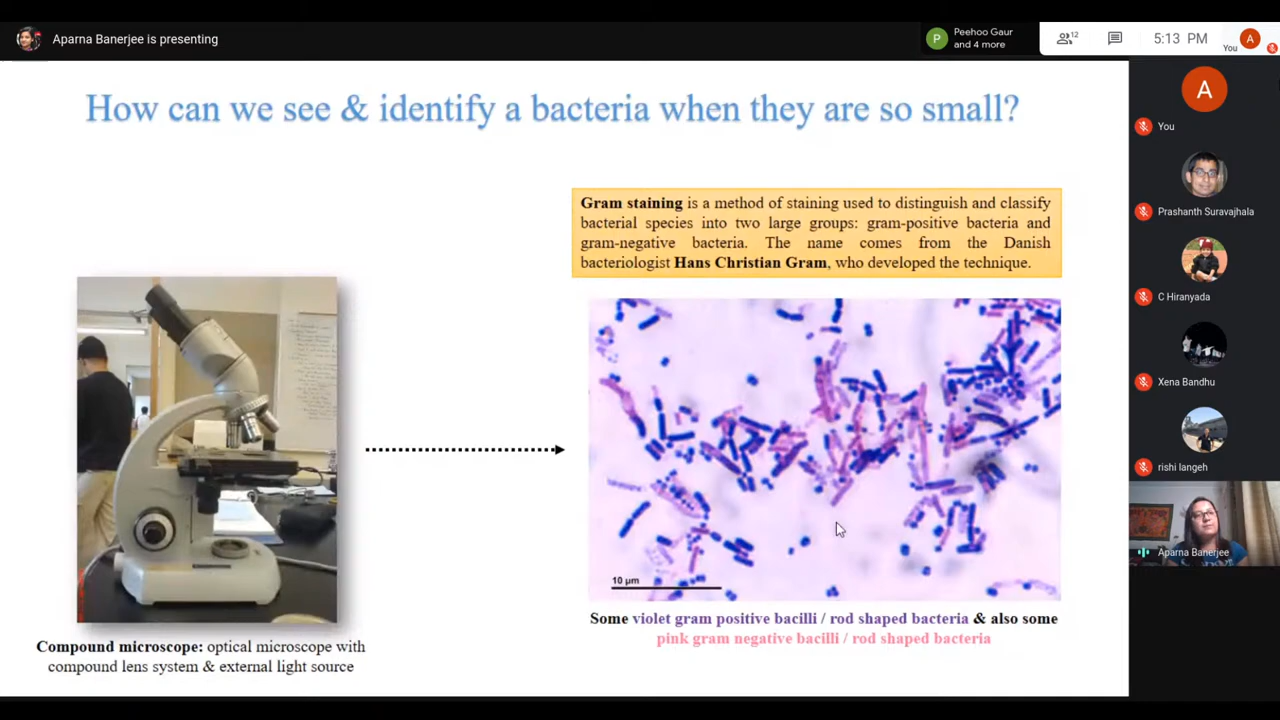 Aparna Banerjee is presenting
P
Peehoo Gaur
and 4 more
12
5:13 PM
You
A
How can we see & identify a bacteria when they are so small?
Gram staining is a method of staining used to distinguish and classify
bacterial species into two large groups: gram-positive bacteria and
gram-negative bacteria. The name comes from the Danish
bacteriologist Hans Christian Gram, who developed the technique.
10 µm
Some violet gram positive bacilli / rod shaped bacteria & also some
pink gram negative bacilli / rod shaped bacteria
Compound microscope: optical microscope with
compound lens system & external light source
A
You
Prashanth Suravajhala
C Hiranyada
Xena Bandhu
rishi langeh
Aparna Banerjee